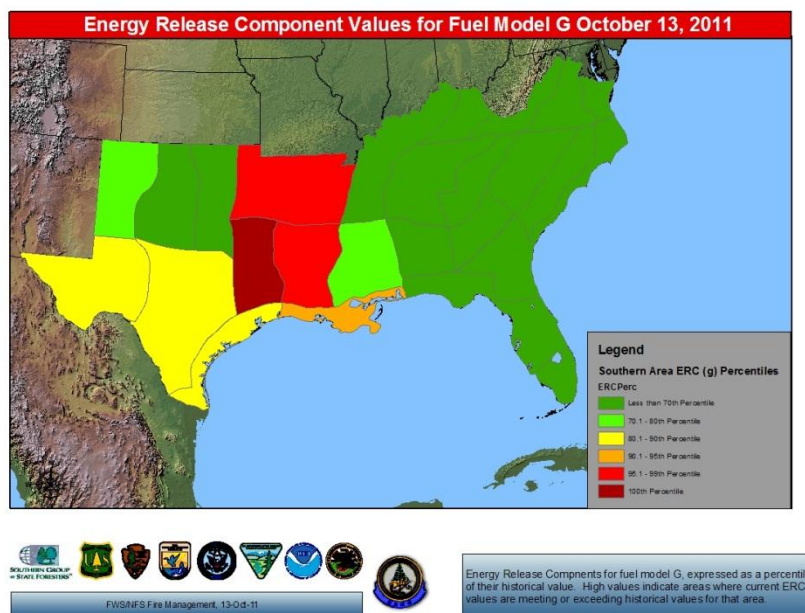 Energy Release Component Values for Fuel Model G October 13, 2011
Legend
Southern Area ERC (g) Percentiles
ERCPerc
Less than 70th Percentile
70.1 - 80th Percentile
80.1 - 90th Percentile
90.1 - 95th Percentile
95.1 - 99th Percentile
100th Percentile
SOUTHERN GROUP
OF STATE FORESTERS
FWS/NFS Fire Management, 13-Oct-11
Energy Release Compnents for fuel model G, expressed as a percentil
of their historical value. High values indicate areas where current ERC
values are meeting or exceeding historical values for that area.